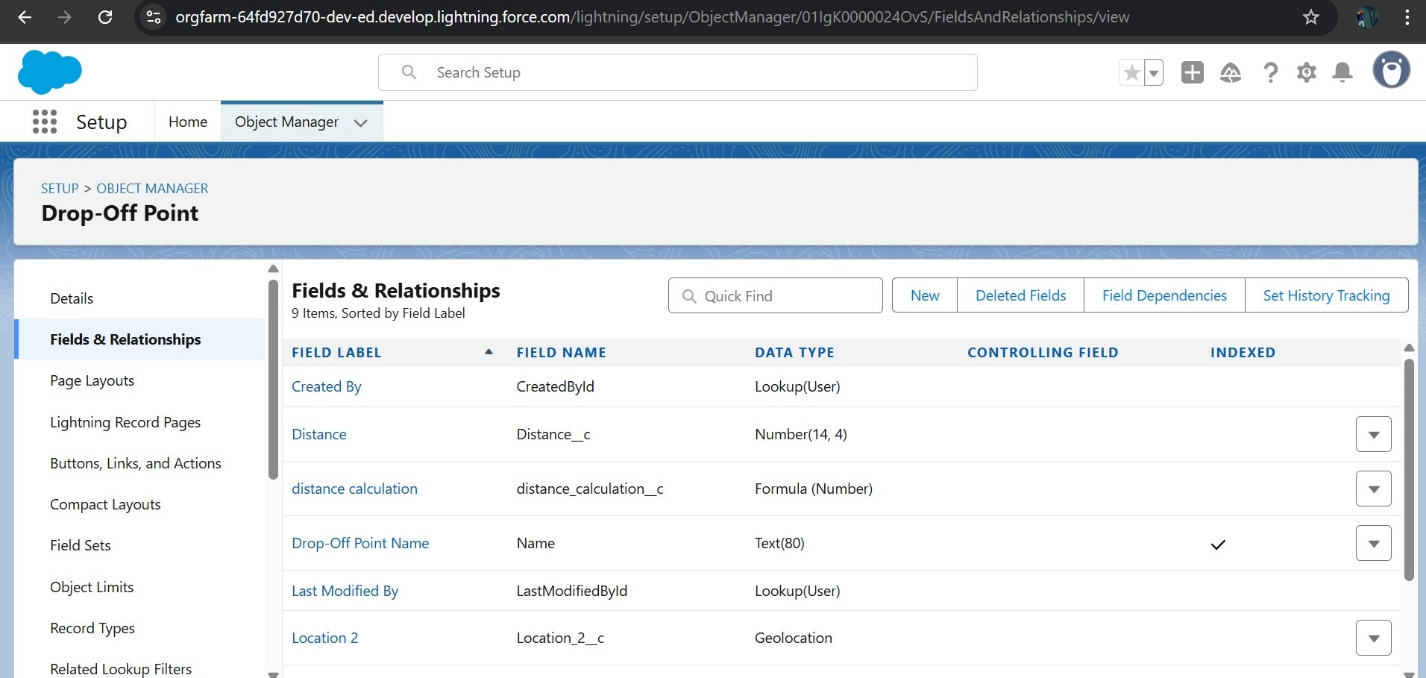 orgfarm-64fd927d70-dev-ed.develop.lightning.force.com/lightning/setup/ObjectManager/01IgK0000024OvS/FieldsAndRelationships/view
Search Setup
Setup
Home
Object Manager
SETUP > OBJECT MANAGER
Drop-Off Point
Details
Fields & Relationships
Page Layouts
Lightning Record Pages
Buttons, Links, and Actions
Compact Layouts
Field Sets
Object Limits
Record Types
Related Lookup Filters
Fields & Relationships
9 Items, Sorted by Field Label
Quick Find
New
Deleted Fields
Field Dependencies
Set History Tracking
FIELD LABEL FIELD NAME DATA TYPE CONTROLLING FIELD INDEXED
Created By CreatedById Lookup(User)
Distance Distance__c Number(14, 4)
distance calculation distance_calculation__c Formula (Number)
Drop-Off Point Name Name Text(80)
Last Modified By LastModifiedById Lookup(User)
Location 2 Location_2__c Geolocation